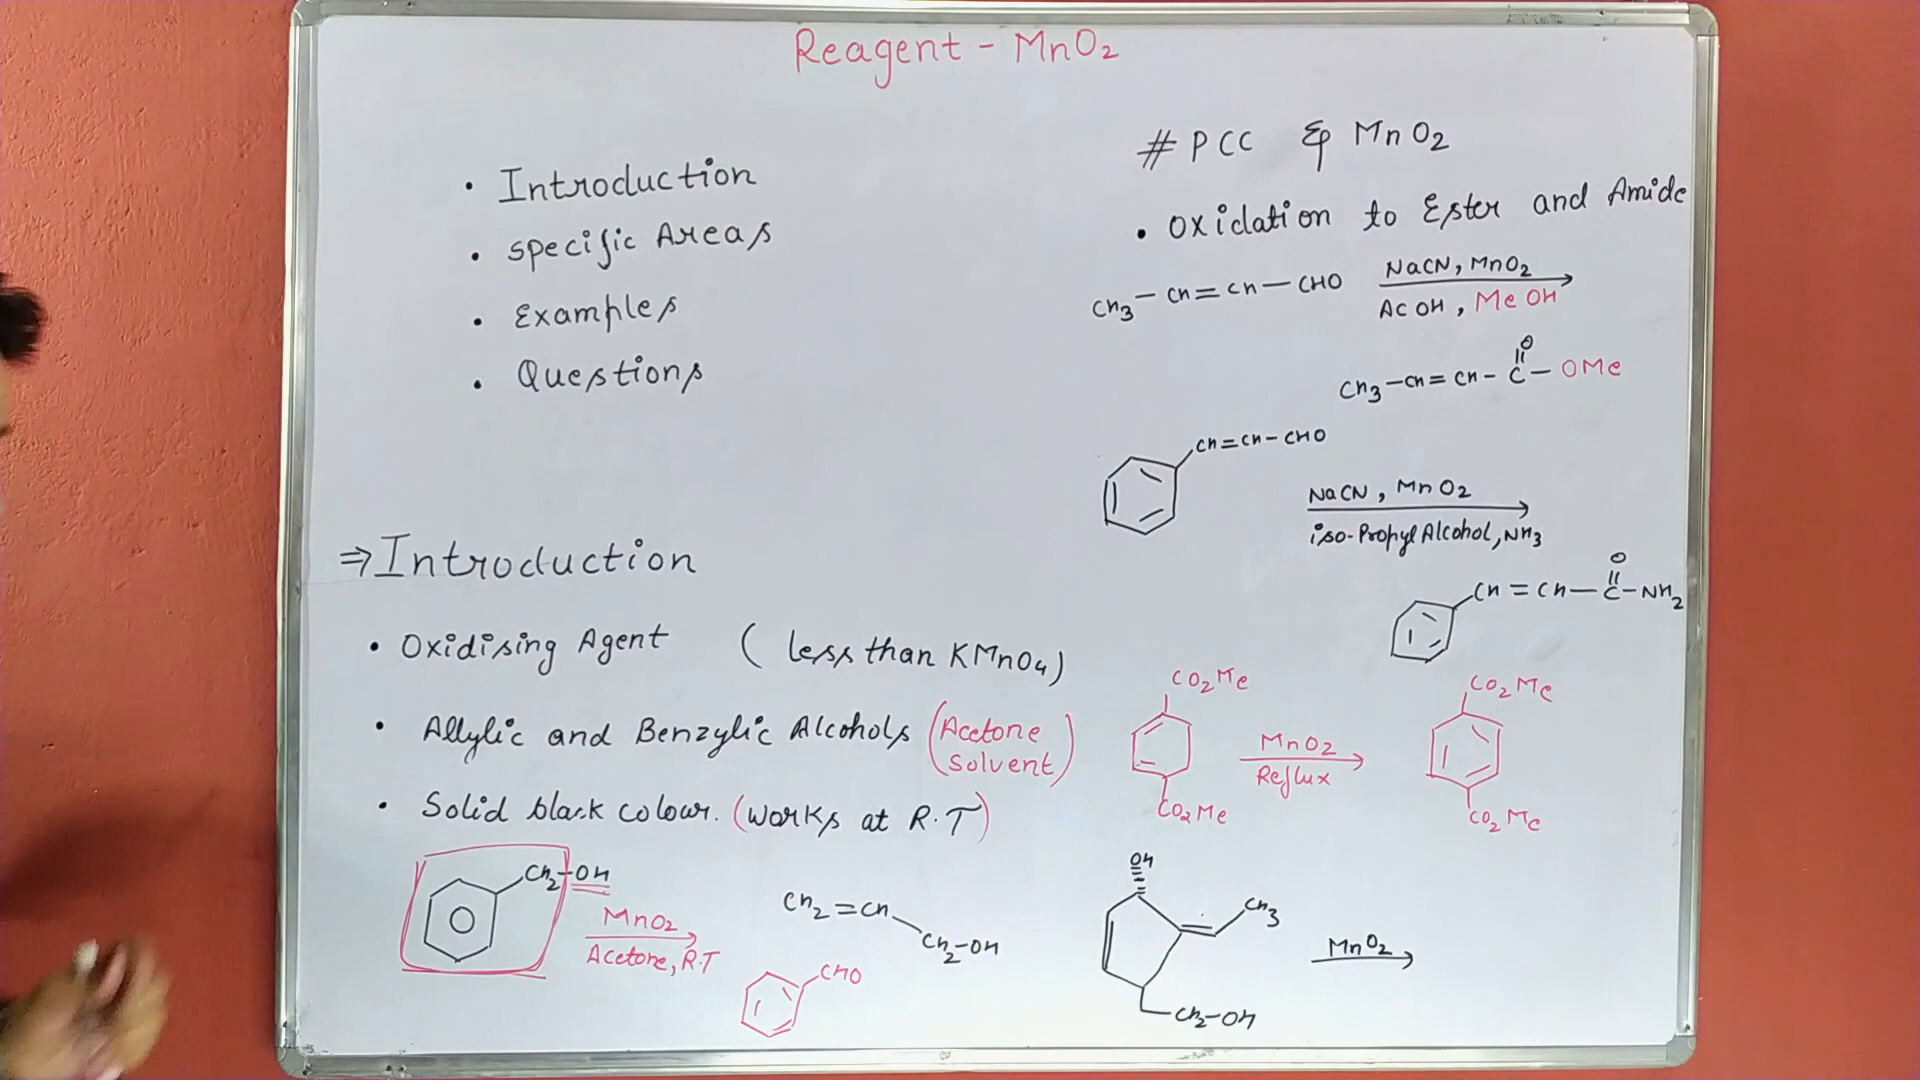 Reagent - MnO2
• Introduction
• Specific Areas
• Examples
• Questions
⇒ Introduction
• Oxidising Agent (less than KMnO4)
• Allylic and Benzylic Alcohols (Acetone
solvent)
• Solid black colour. (works at R.T)
CH2-OH
MnO2
Acetone, R.T
CHO
CH2=CH
CH2-OH
# PCC & MnO2
• Oxidation to Ester and Amide
CH3-CH=CH-CHO
NaCN, MnO2
AcOH, MeOH
O
CH3-CH=CH-C-OMe
CH=CH-CHO
NaCN, MnO2
iso-Propyl Alcohol, NH3
O
CH=CH-C-NH2
CO2Me
CO2Me
MnO2
Reflux
CO2Me
CO2Me
OH
CH3
CH2-OH
MnO2